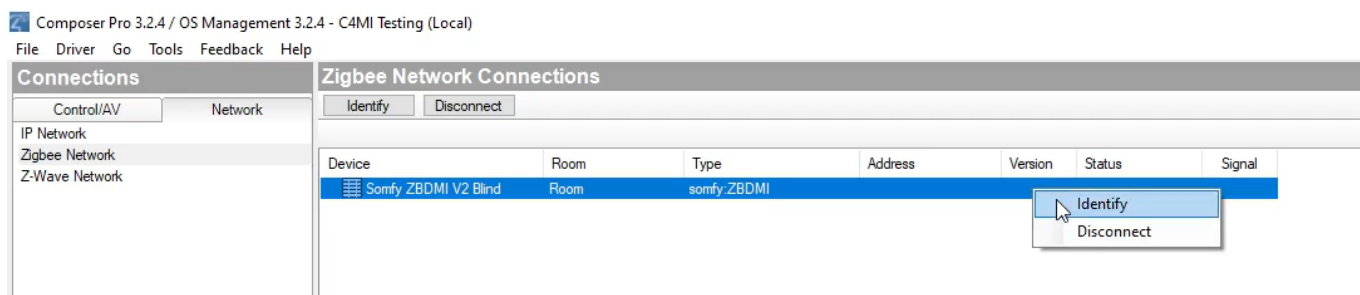 Composer Pro 3.2.4 / OS Management 3.2.4 - C4MI Testing (Local)
File Driver Go Tools Feedback Help
Connections
Zigbee Network Connections
Control/AV Network
Identify Disconnect
IP Network
Zigbee Network
Z-Wave Network
Device Room Type Address Version Status Signal
Somfy ZBDMI V2 Blind Room somfy:ZBDMI
Identify
Disconnect